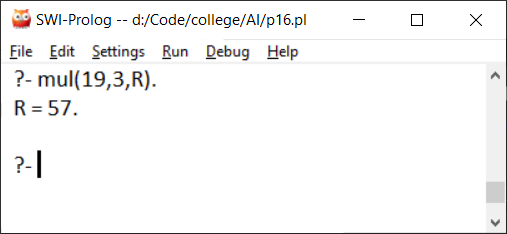 SWI-Prolog -- d:/Code/college/AI/p16.pl
File Edit Settings Run Debug Help
?- mul(19,3,R).
R = 57.
?-